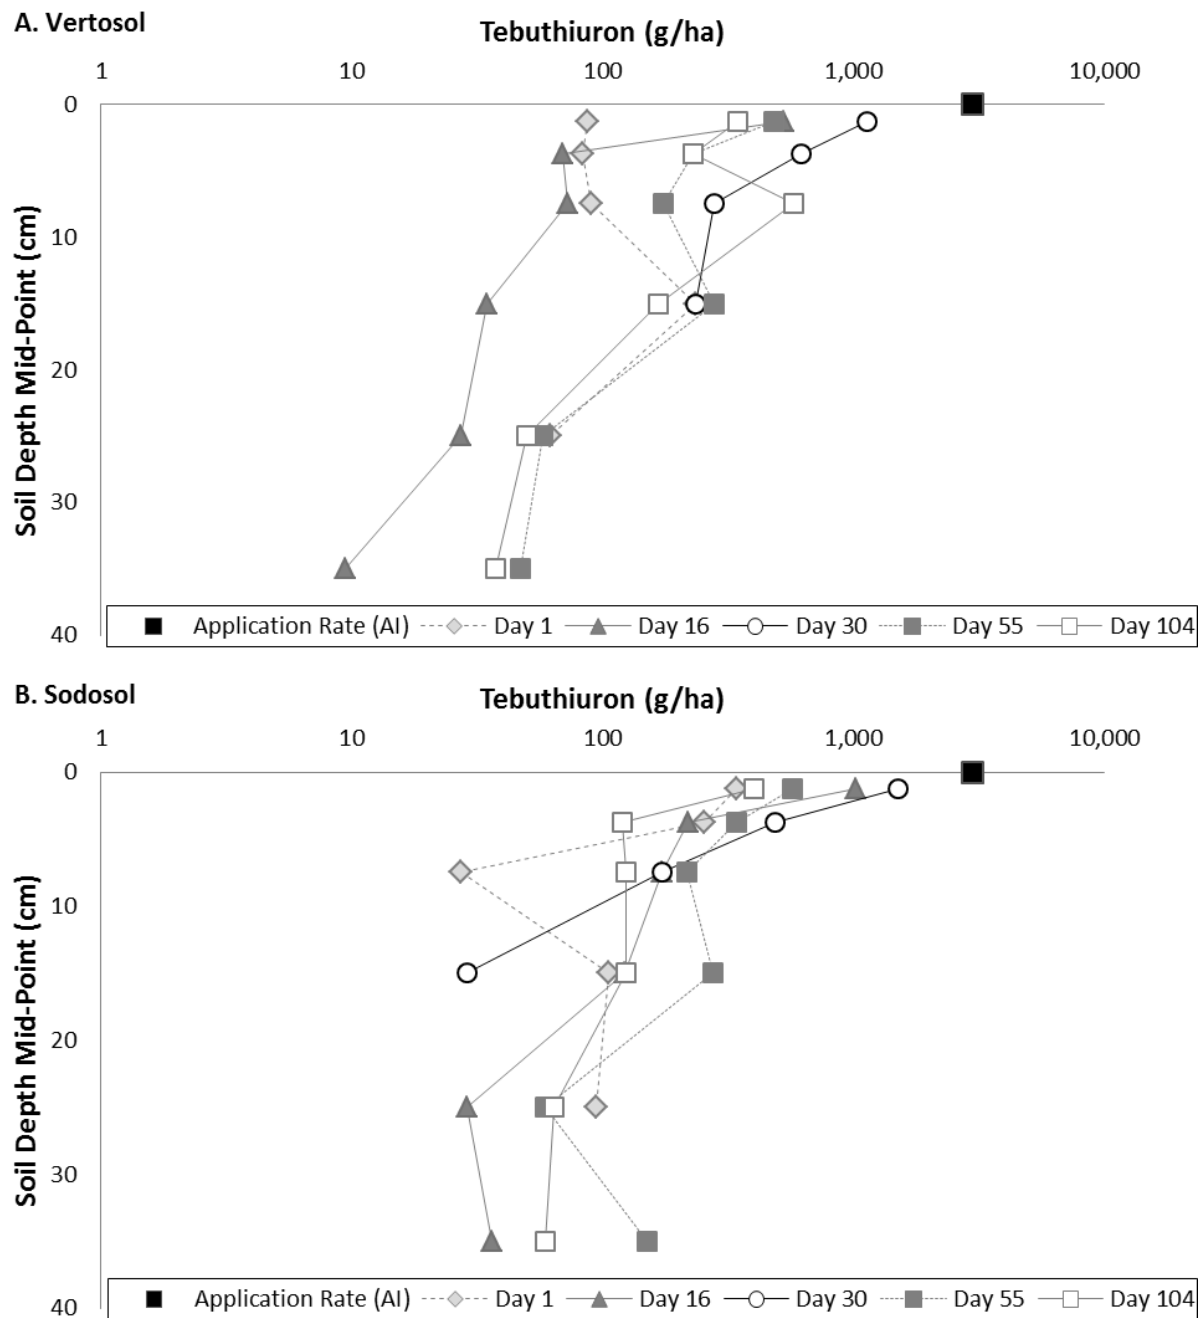 A. Vertosol
Tebuthiuron (g/ha)
1 10 100 1,000 10,000
0
10
20
30
40
Soil Depth Mid-Point (cm)
Application Rate (AI) Day 1 Day 16 Day 30 Day 55 Day 104
B. Sodosol
Tebuthiuron (g/ha)
1 10 100 1,000 10,000
0
10
20
30
40
Soil Depth Mid-Point (cm)
Application Rate (AI) Day 1 Day 16 Day 30 Day 55 Day 104